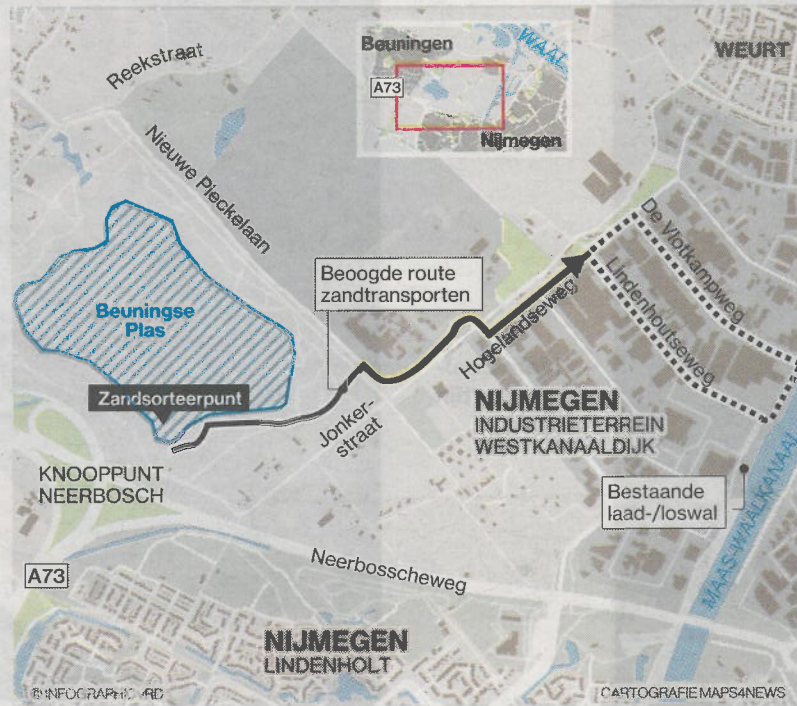 Beuningen
WAAL
A73
Nijmegen
WEURT
Reekstraat
Nieuwe Pieckelaan
De Vlotkampweg
Lindenhoutseweg
Beoogde route
zandtransporten
Beuningse
Plas
Hogelandseweg
Zandsorteerpunt
Jonker-
straat
NIJMEGEN
INDUSTRIETERREIN
WESTKANAALDIJK
KNOOPPUNT
NEERBOSCH
Bestaande
laad-/loswal
MAAS-WAALKANAAL
Neerbosscheweg
A73
NIJMEGEN
LINDENHOLT
© INFOGRAPHIC
CARTOGRAFIE MAPS4NEWS